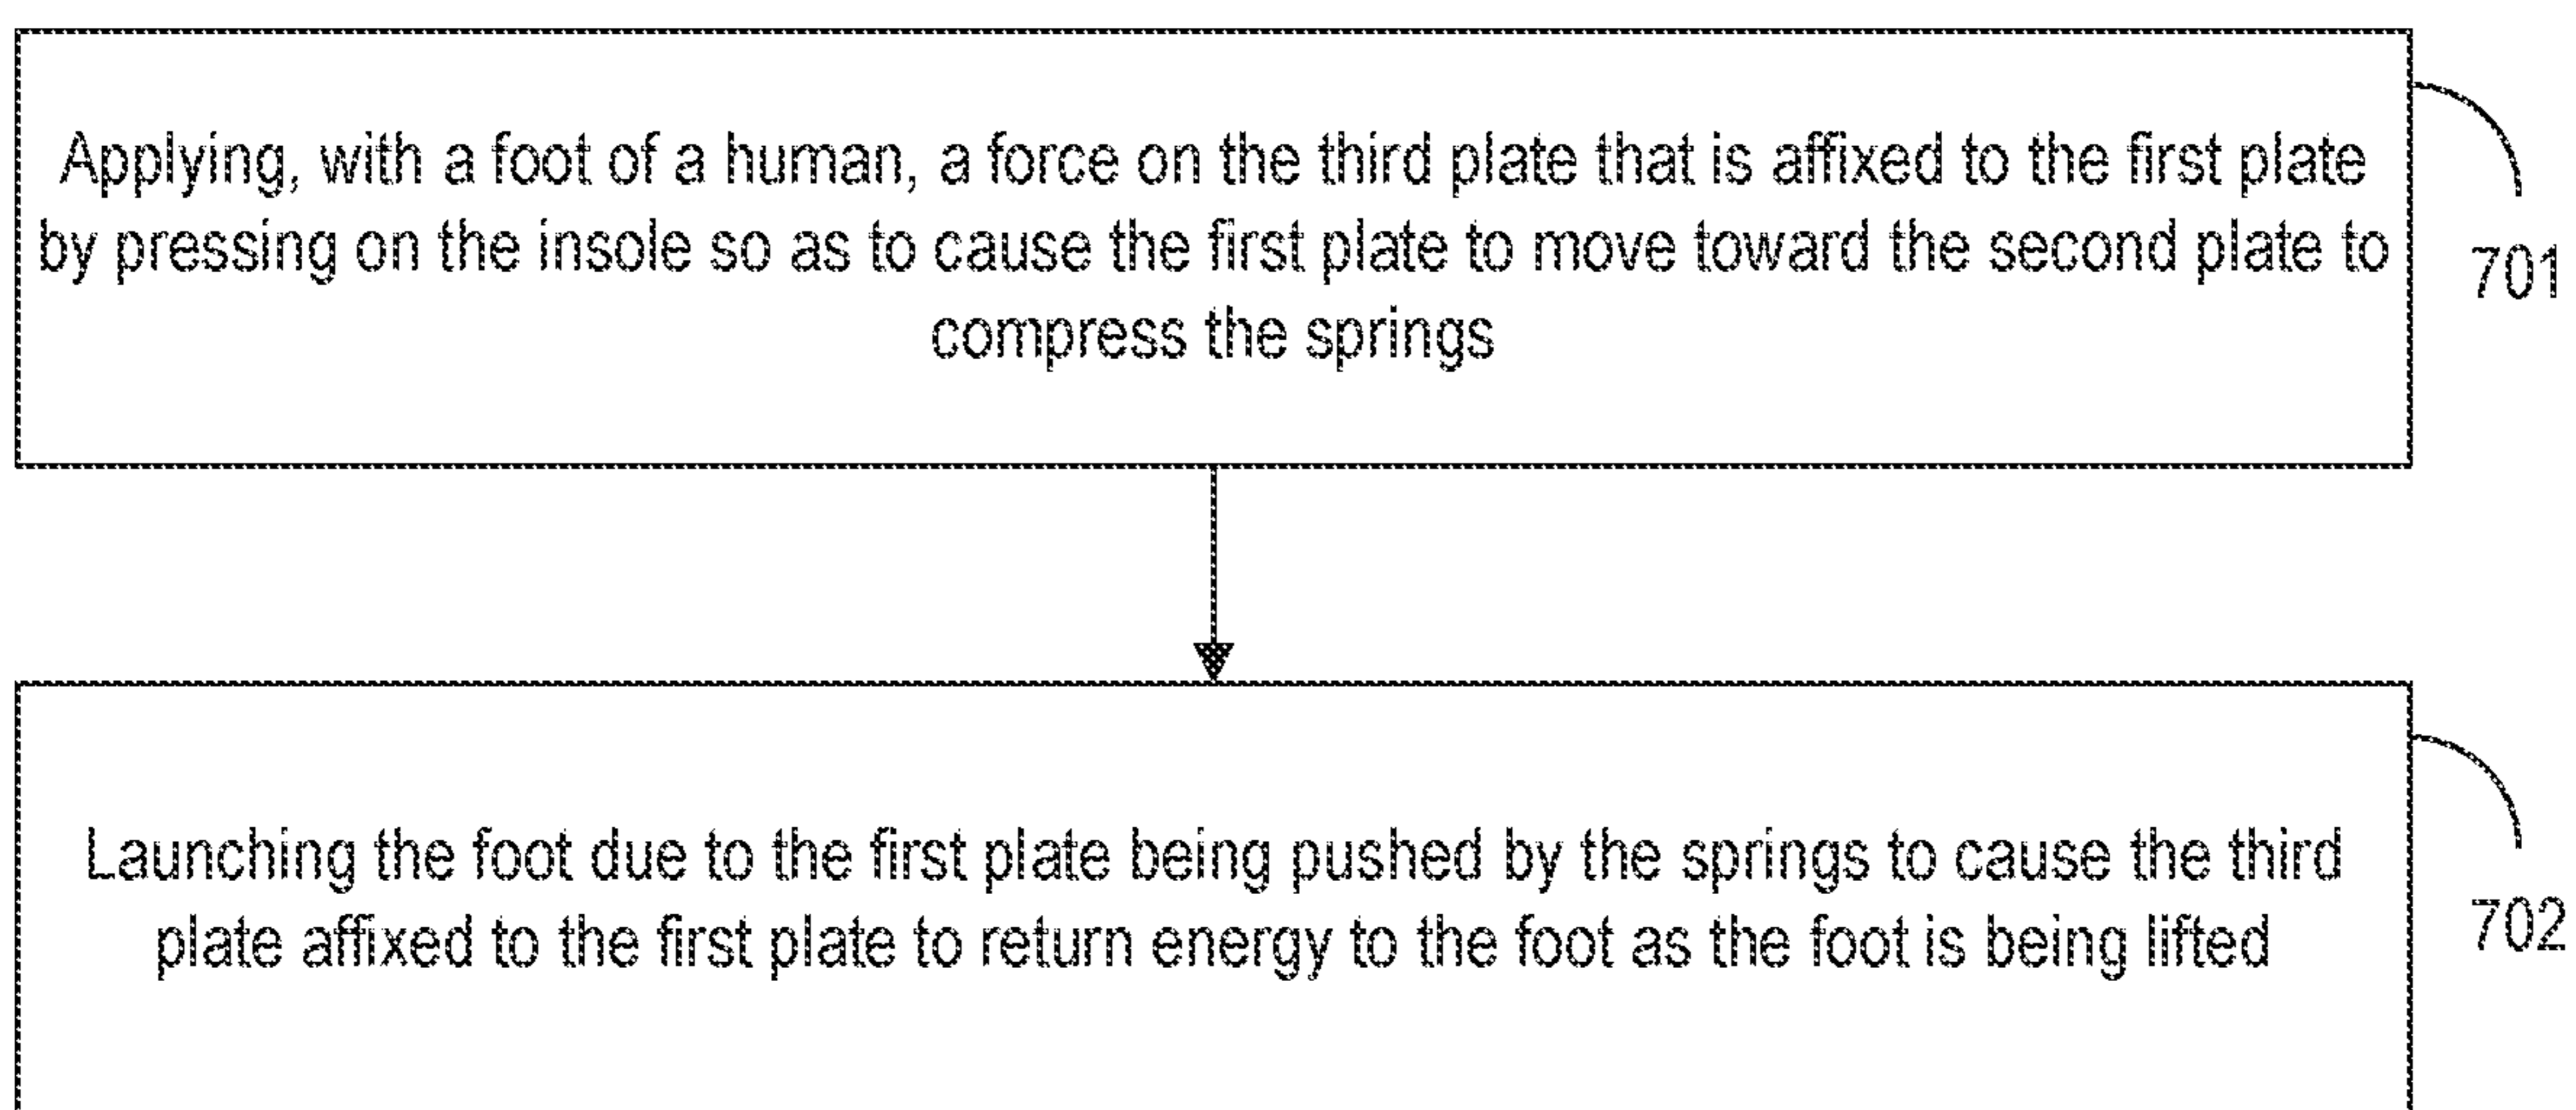 Applying, with a foot of a human, a force on the third plate that is affixed to the first plate
by pressing on the insole so as to cause the first plate to move toward the second plate to
compress the springs
701
Launching the foot due to the first plate being pushed by the springs to cause the third
plate affixed to the first plate to return energy to the foot as the foot is being lifted
702